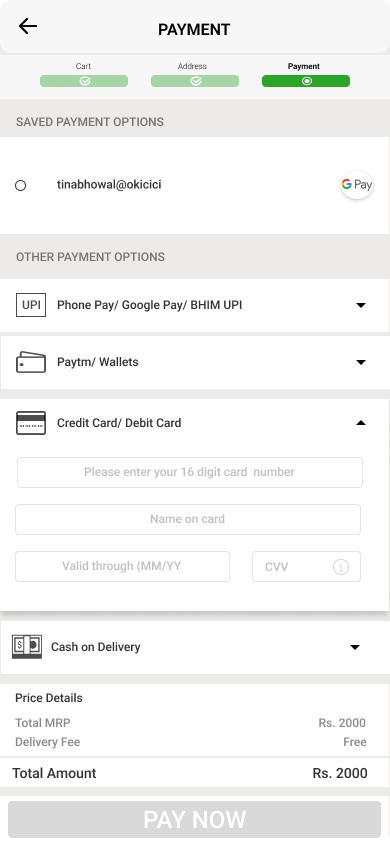 PAYMENT
Cart Address Payment
SAVED PAYMENT OPTIONS
tinabhowal@okicici G Pay
OTHER PAYMENT OPTIONS
UPI Phone Pay/ Google Pay/ BHIM UPI
Paytm/ Wallets
Credit Card/ Debit Card
Please enter your 16 digit card number
Name on card
Valid through (MM/YY CVV i
$ Cash on Delivery
Price Details
Total MRP Rs. 2000
Delivery Fee Free
Total Amount Rs. 2000
PAY NOW